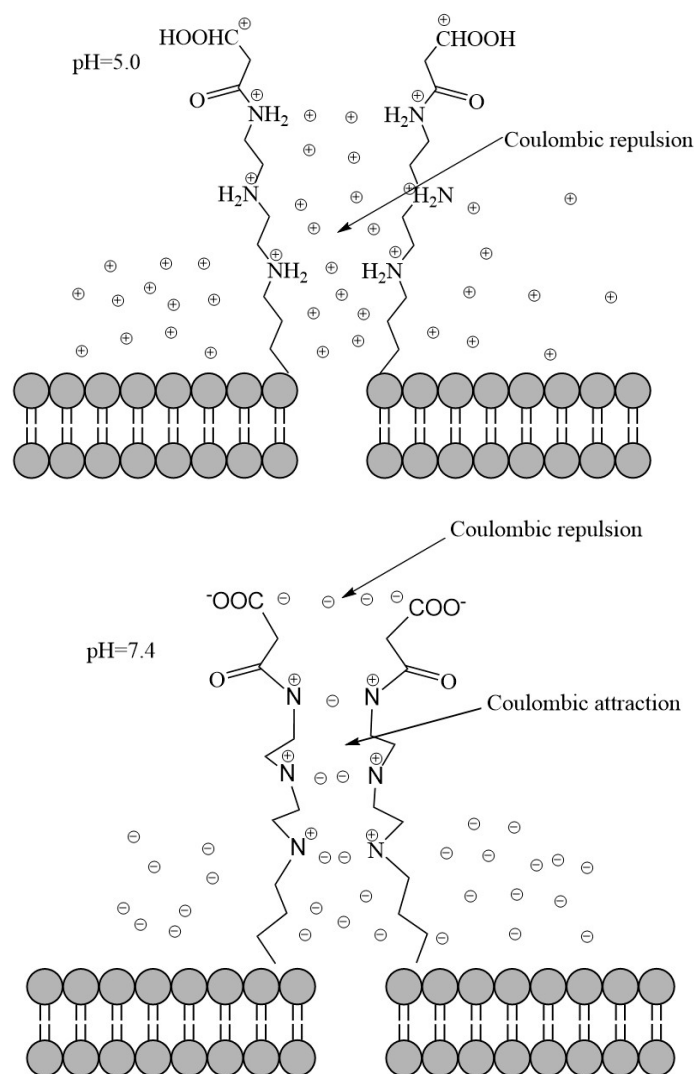 HOOHC⊕ ⊕CHOOH
pH=5.0
O ⊕NH₂ ⊕ ⊕ H₂N⊕ O
⊕ ⊕
Coulombic repulsion
H₂N⊕ ⊕ ⊕ ⊕H₂N ⊕ ⊕
⊕ ⊕
⊕NH₂ ⊕ H₂N⊕ ⊕
⊕ ⊕ ⊕ ⊕
⊕ ⊕ ⊕ ⊕ ⊕ ⊕ ⊕ ⊕ ⊕
⊕ ⊕
⊕ ⊕ ⊕ ⊕ ⊕
⊕ ⊕ ⊕ ⊕
Coulombic repulsion
⁻OOC ⊖ ⊖ ⊖ ⊖ COO⁻
pH=7.4
O N⊕ ⊖ N⊕ O
Coulombic attraction
N⊕ ⊖ ⊖ N⊕
N⊕ ⊖ ⊖ N⊕